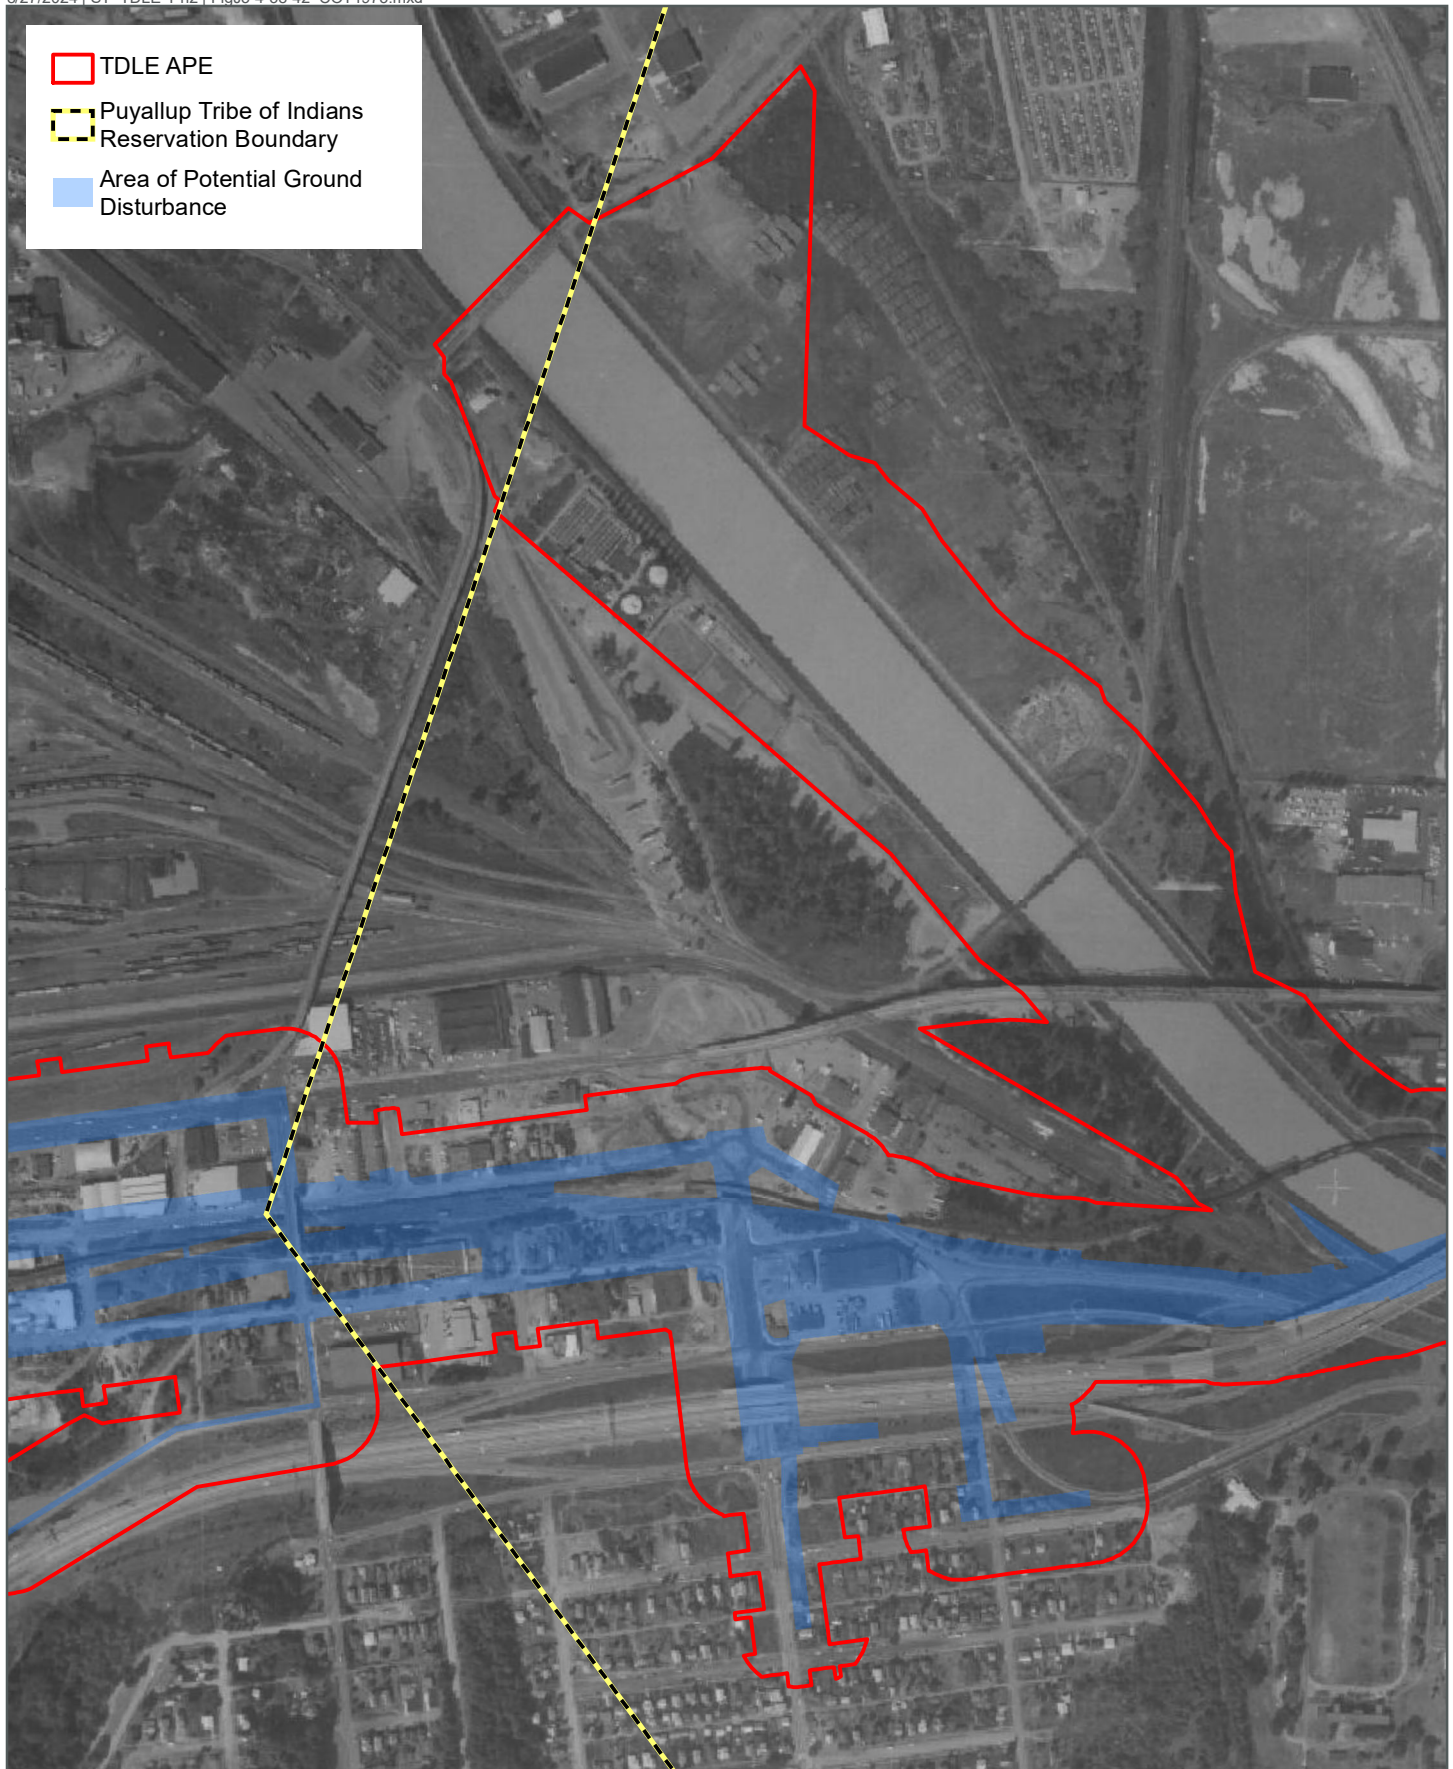 TDLE APE
Puyallup Tribe of Indians
Reservation Boundary
Area of Potential Ground
Disturbance